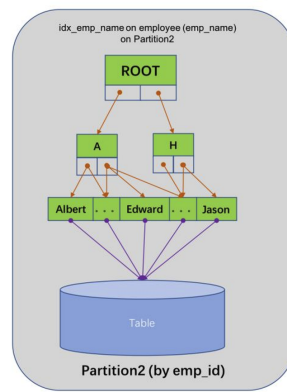 idx_emp_name on employee (emp_name)
on Partition2
ROOT
A
H
Albert
. . .
Edward
. . .
Jason
Table
Partition2 (by emp_id)